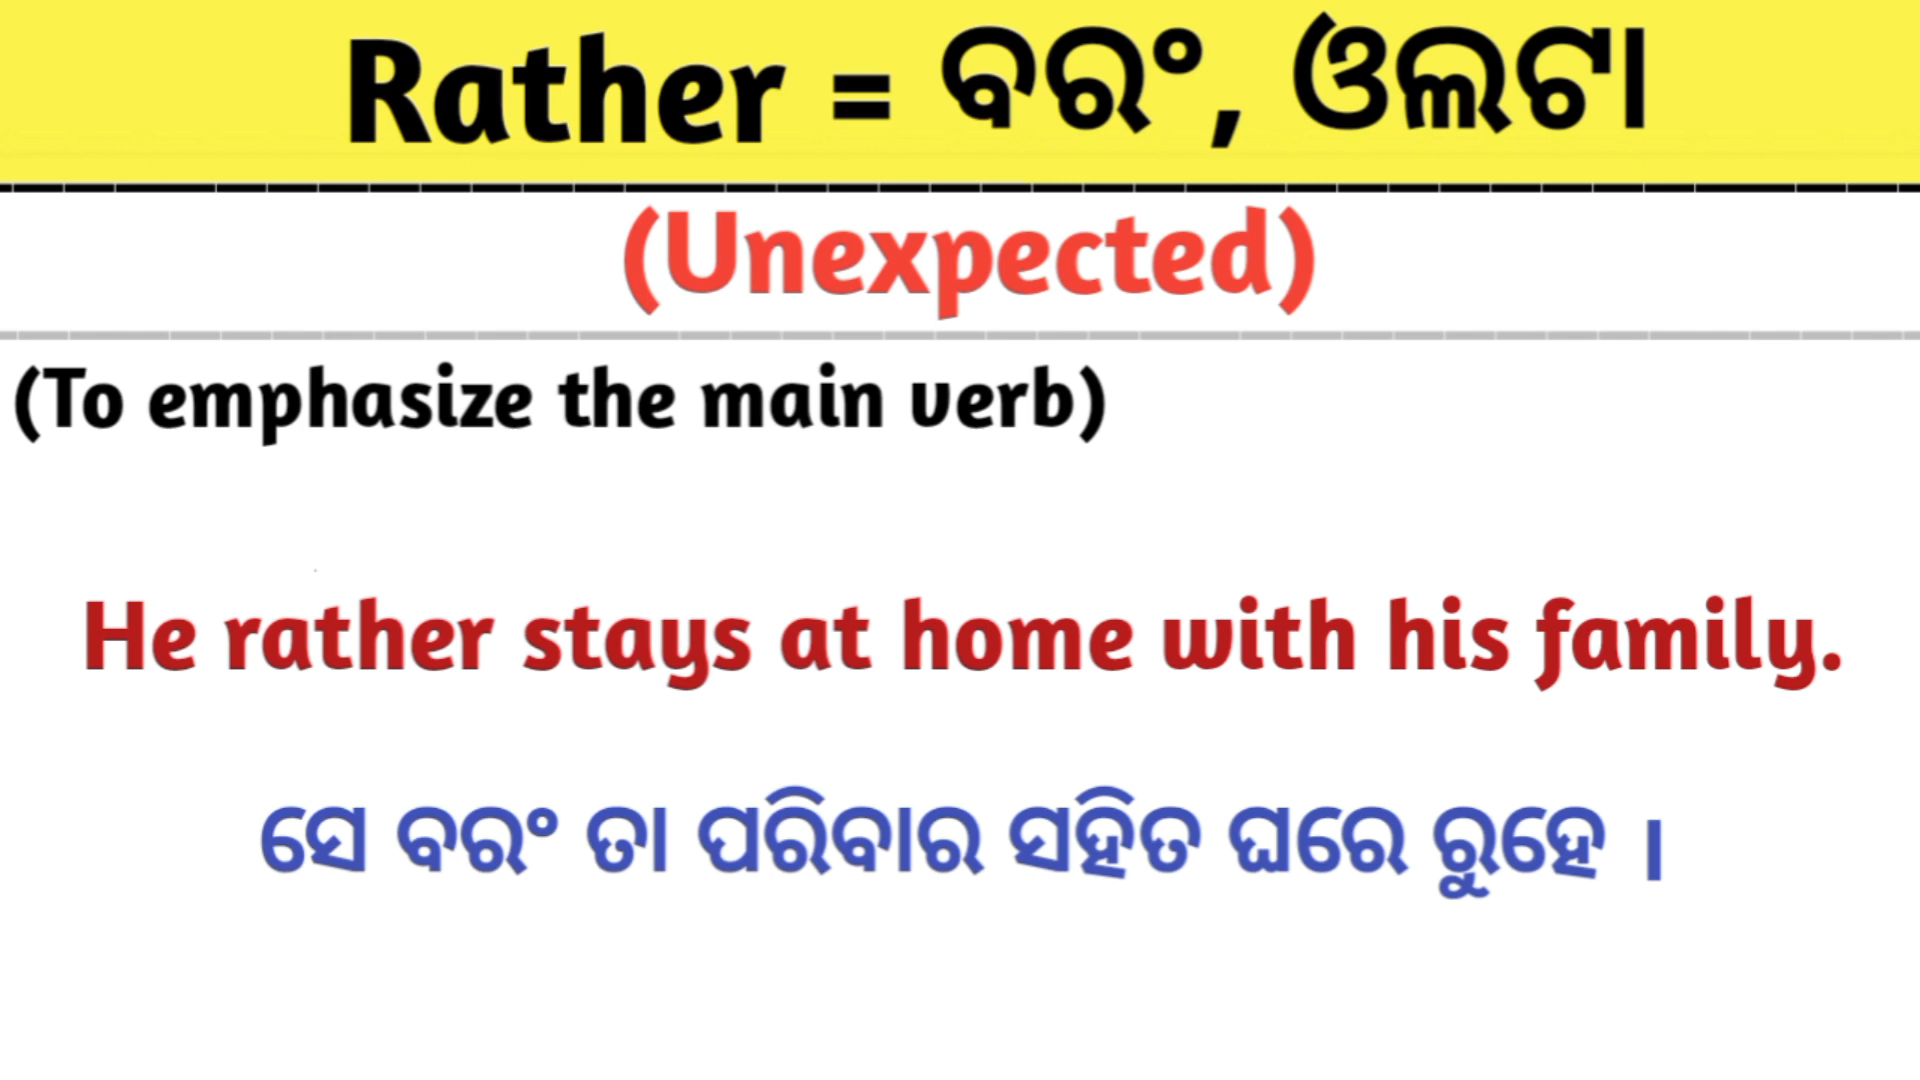 Rather = ବରଂ, ଓଲଟା
(Unexpected)
(To emphasize the main verb)
He rather stays at home with his family.
ସେ ବରଂ ତା ପରିବାର ସହିତ ଘରେ ରୁହେ ।